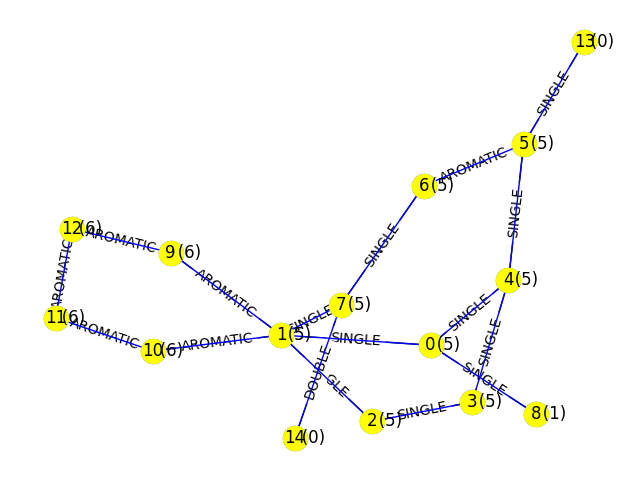 13(0)
SINGLE
5(5)
AROMATIC
6(5)
SINGLE
SINGLE
12(6)
AROMATIC
9(6)
AROMATIC
AROMATIC
4(5)
SINGLE
7(5)
SINGLE
11(6)
AROMATIC
1(5)
SINGLE
SINGLE
0(5)
10(6)
AROMATIC
DOUBLE
GLE
SINGLE
3(5)
SINGLE
2(5)
8(1)
14(0)